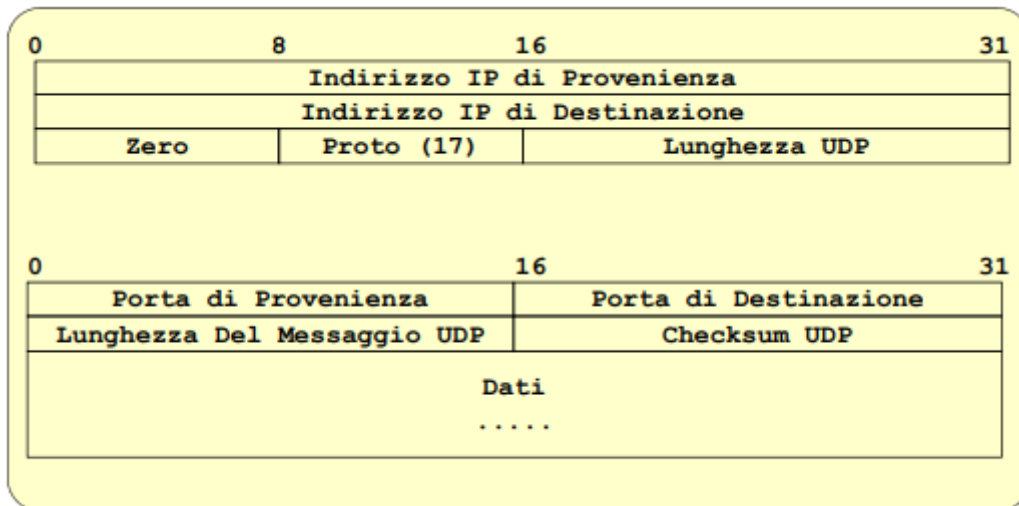 0 8 16 31
Indirizzo IP di Provenienza
Indirizzo IP di Destinazione
Zero Proto (17) Lunghezza UDP
0 16 31
Porta di Provenienza Porta di Destinazione
Lunghezza Del Messaggio UDP Checksum UDP
Dati
.....